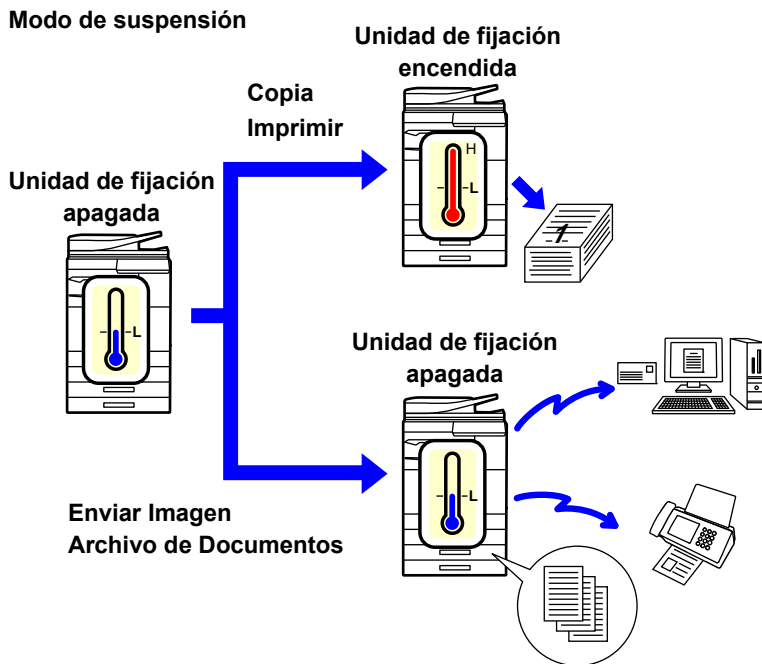 Modo de suspensión
Unidad de fijación
encendida
Copia
Imprimir
H
L
1
Unidad de fijación
apagada
L
Unidad de fijación
apagada
L
Enviar Imagen
Archivo de Documentos